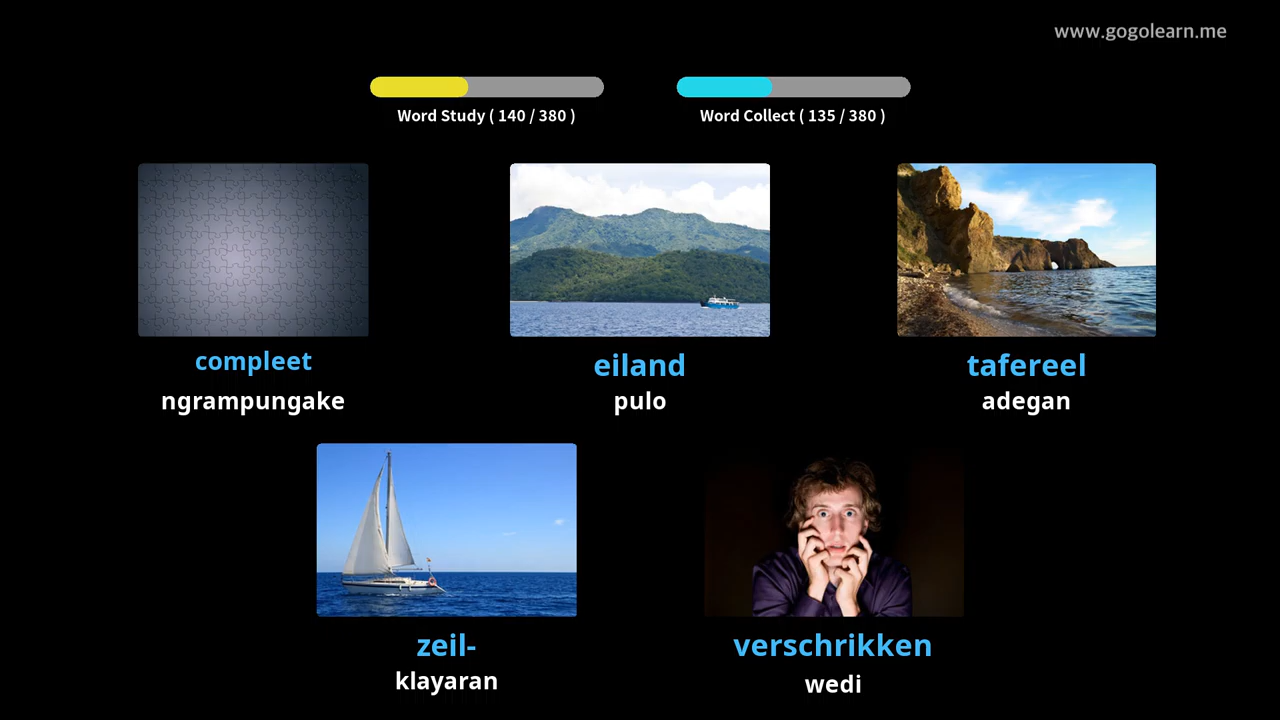 www.gogolearn.me
Word Study ( 140 / 380 )
Word Collect ( 135 / 380 )
compleet
ngrampungake
eiland
pulo
tafereel
adegan
zeil-
klayaran
verschrikken
wedi